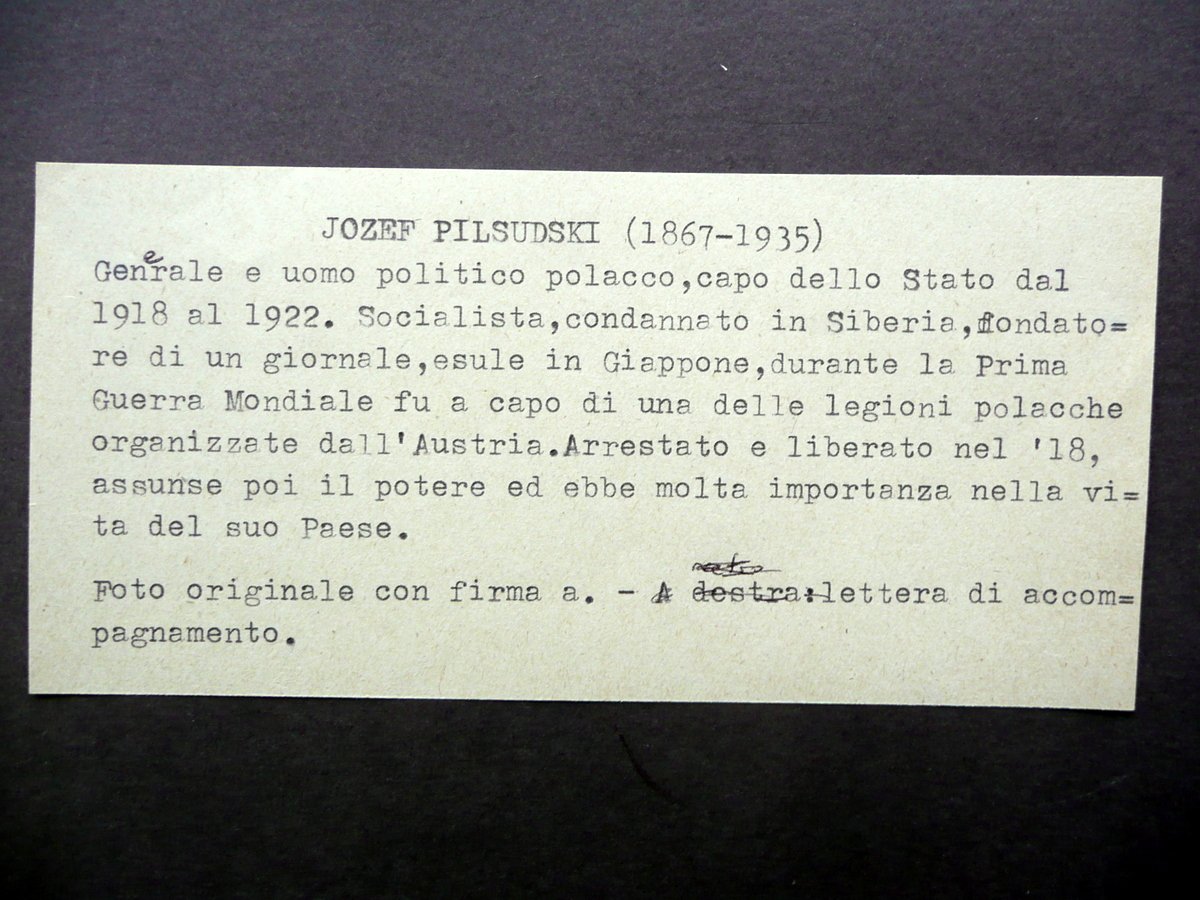 JOZEF PILSUDSKI (1867-1935)
Generale e uomo politico polacco,capo dello Stato dal
1918 al 1922. Socialista,condannato in Siberia,fondato=
re di un giornale,esule in Giappone,durante la Prima
Guerra Mondiale fu a capo di una delle legioni polacche
organizzate dall'Austria.Arrestato e liberato nel '18,
assunse poi il potere ed ebbe molta importanza nella vi=
ta del suo Paese.
Foto originale con firma a. - A destra:lettera di accom=
pagnamento.